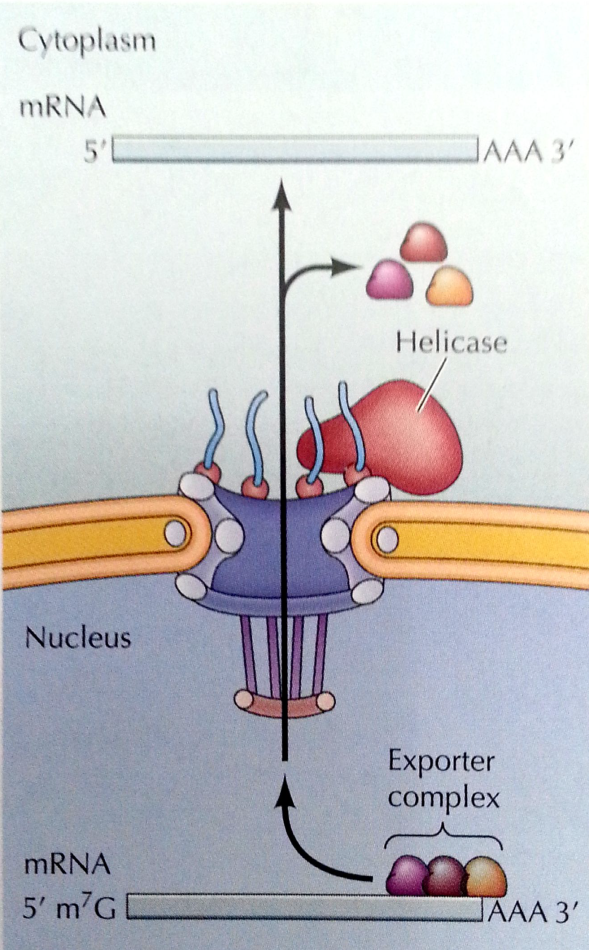 Cytoplasm
mRNA
5′ AAA 3′
Helicase
Nucleus
Exporter
complex
mRNA
5′ m⁷G AAA 3′